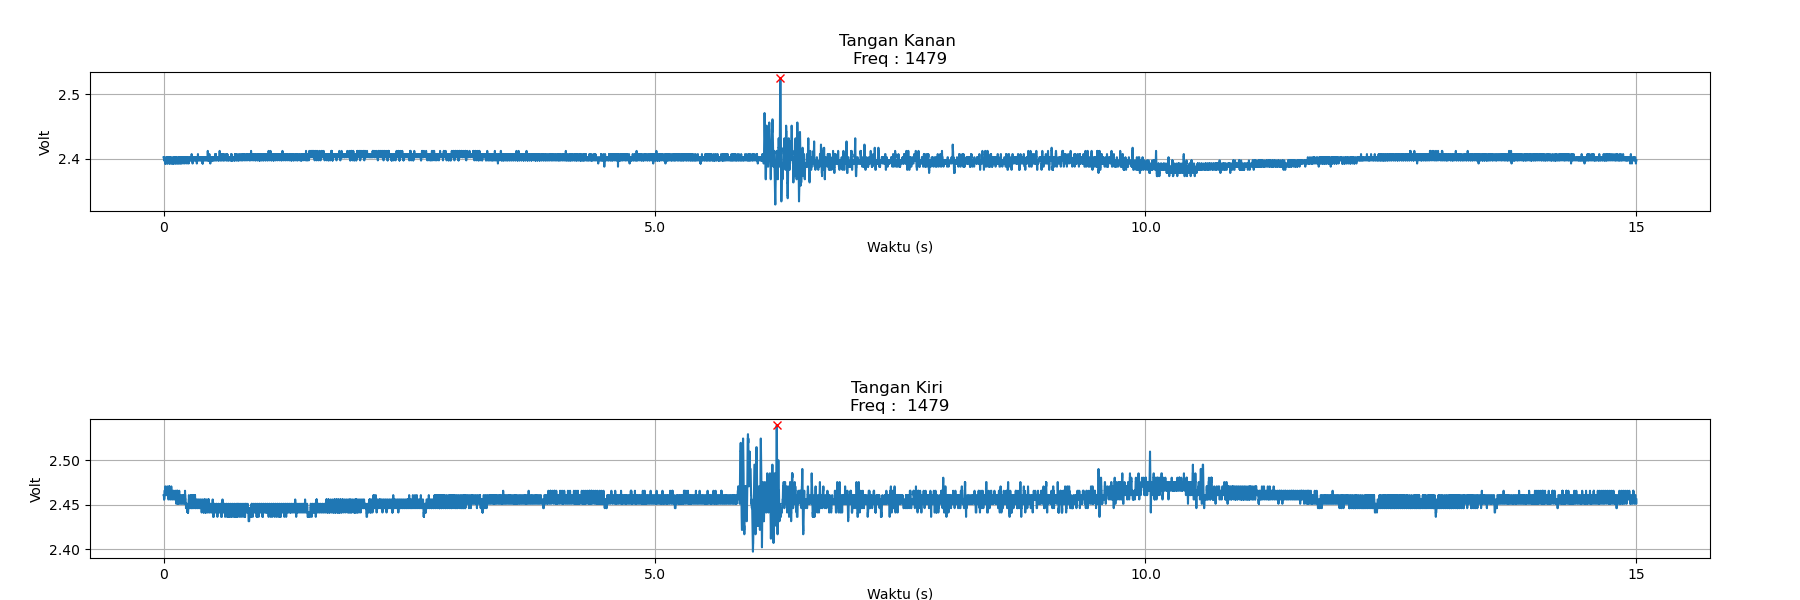 Tangan Kanan
Freq : 1479
2.5
2.4
Volt
0 5.0 10.0 15
Waktu (s)
Tangan Kiri
Freq :  1479
2.50
2.45
2.40
Volt
0 5.0 10.0 15
Waktu (s)